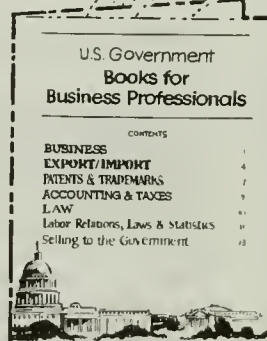 U.S. Government
Books for
Business Professionals
CONTENTS
BUSINESS
EXPORT/IMPORT 4
PATENTS & TRADEMARKS
ACCOUNTING & TAXES
LAW
Labor Relations, Laws & Statistics
Selling to the Government